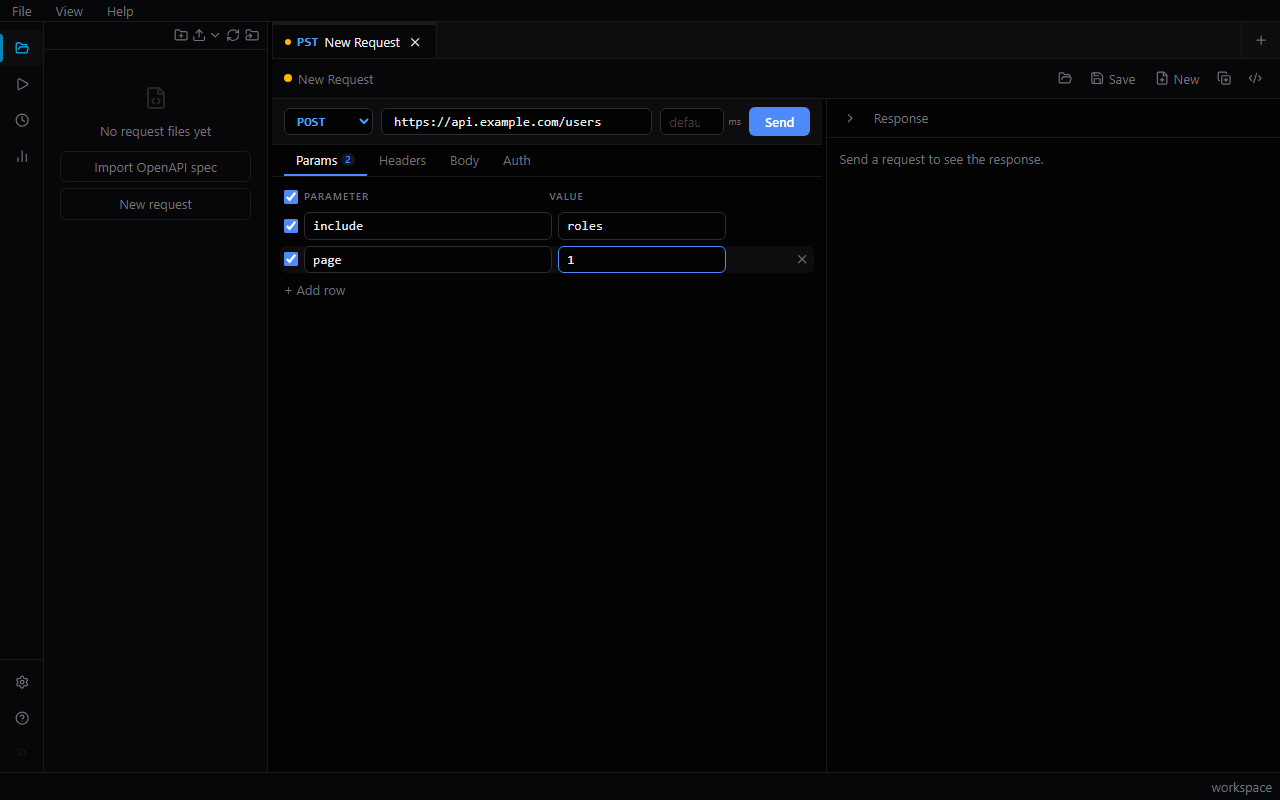 File View Help
PST New Request
New Request
Save New
No request files yet
Import OpenAPI spec
New request
POST https://api.example.com/users defau ms Send
Params 2 Headers Body Auth
PARAMETER VALUE
include roles
page 1
+ Add row
Response
Send a request to see the response.
workspace